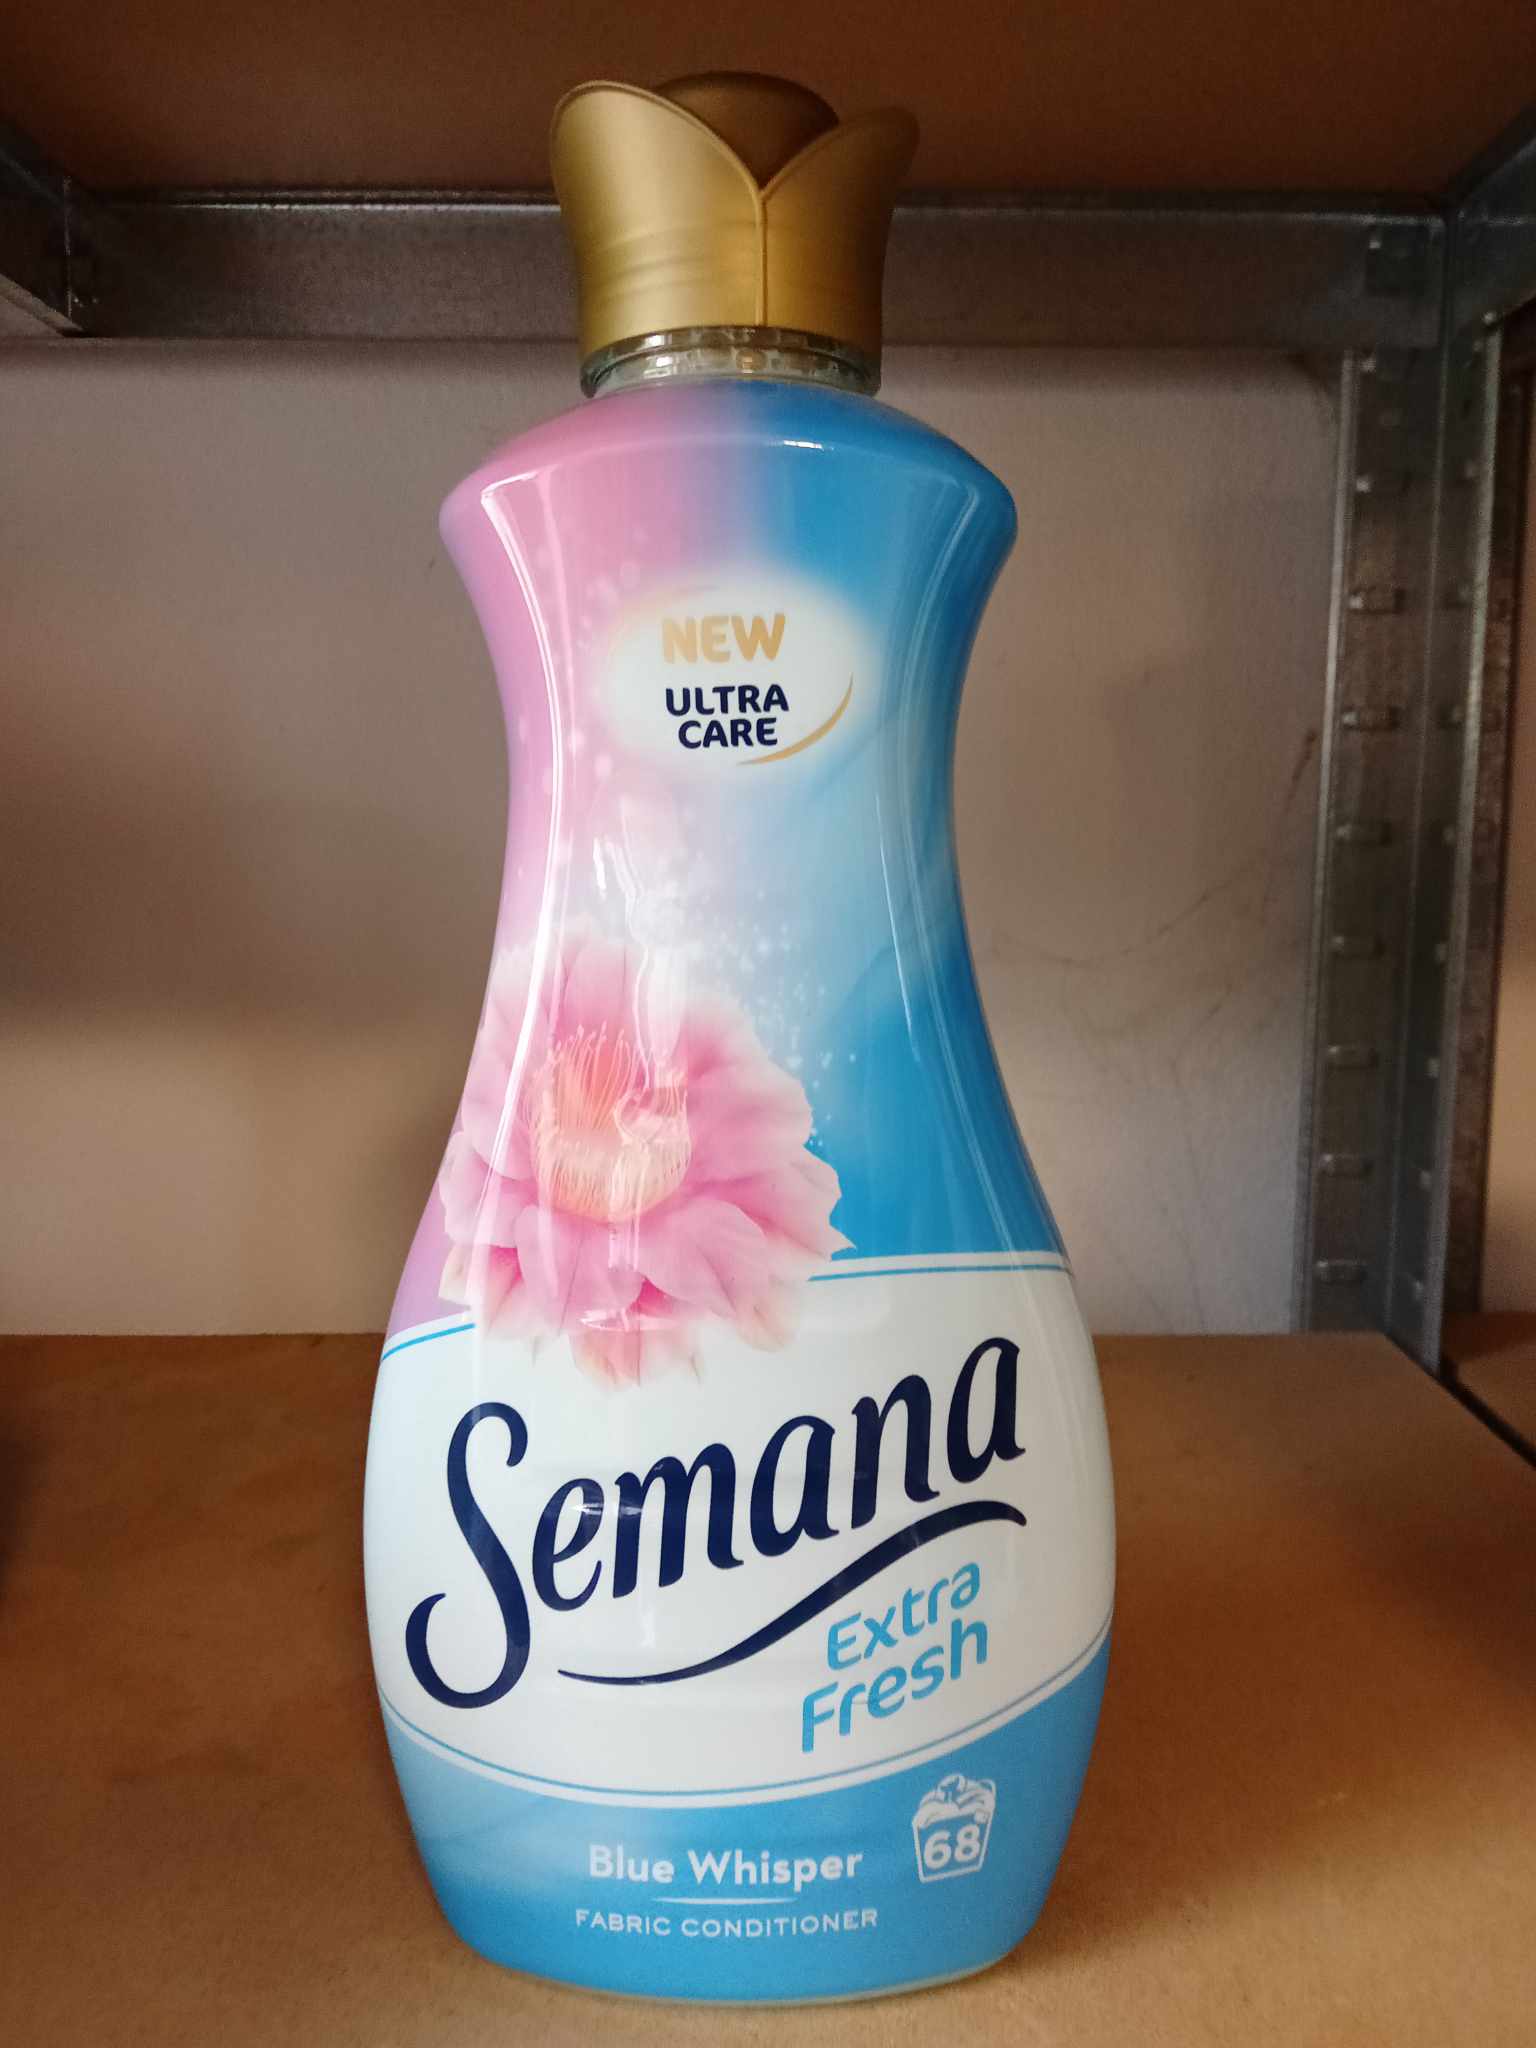 NEW
ULTRA
CARE
Semana
Extra
Fresh
68
Blue Whisper
FABRIC CONDITIONER